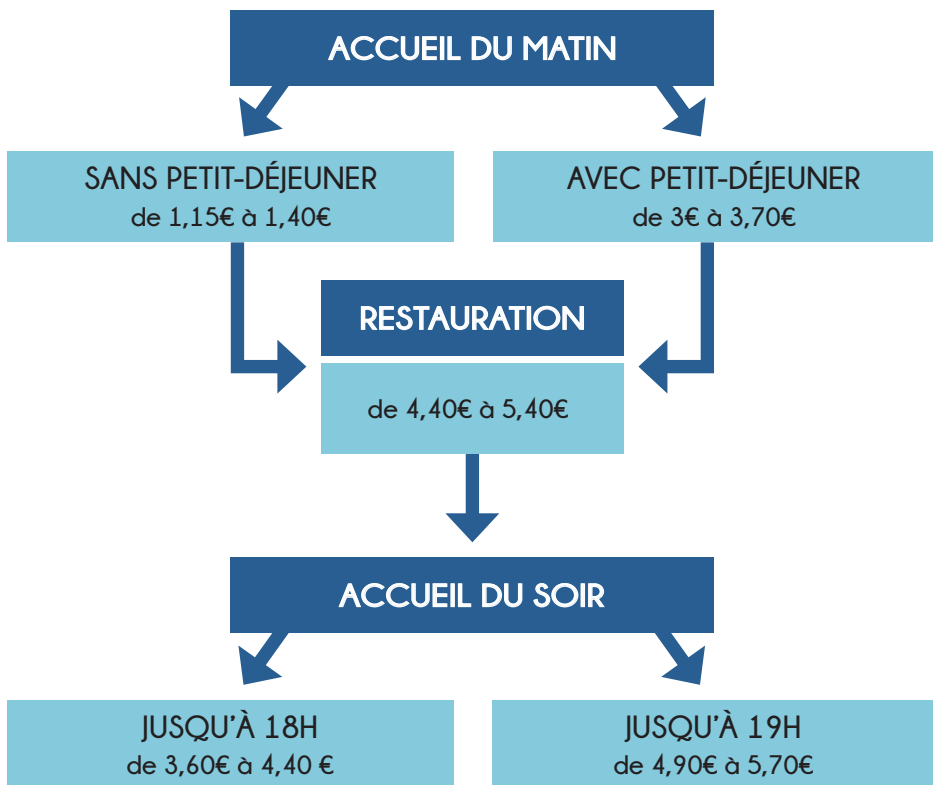 ACCUEIL DU MATIN
SANS PETIT-DÉJEUNER
de 1,15€ à 1,40€
AVEC PETIT-DÉJEUNER
de 3€ à 3,70€
RESTAURATION
de 4,40€ à 5,40€
ACCUEIL DU SOIR
JUSQU'À 18H
de 3,60€ à 4,40 €
JUSQU'À 19H
de 4,90€ à 5,70€